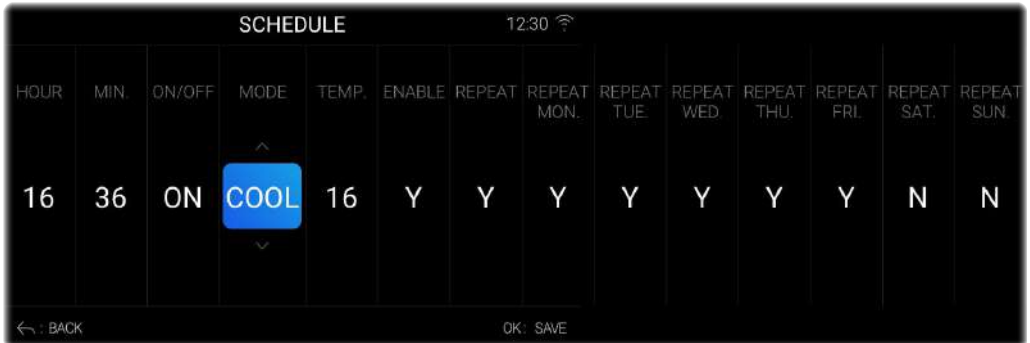 SCHEDULE 12:30
HOUR MIN. ON/OFF MODE TEMP. ENABLE REPEAT REPEAT REPEAT REPEAT REPEAT REPEAT REPEAT REPEAT
MON. TUE. WED. THU. FRI. SAT. SUN.
16 36 ON COOL 16 Y Y Y Y Y Y Y N N
: BACK OK: SAVE